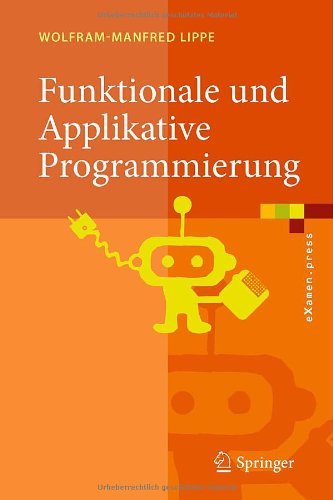 Urheberrechtlich geschütztes Material
WOLFRAM-MANFRED LIPPE
Funktionale und
Applikative
Programmierung
eXamen.press
Springer
Urheberrechtlich geschütztes Material